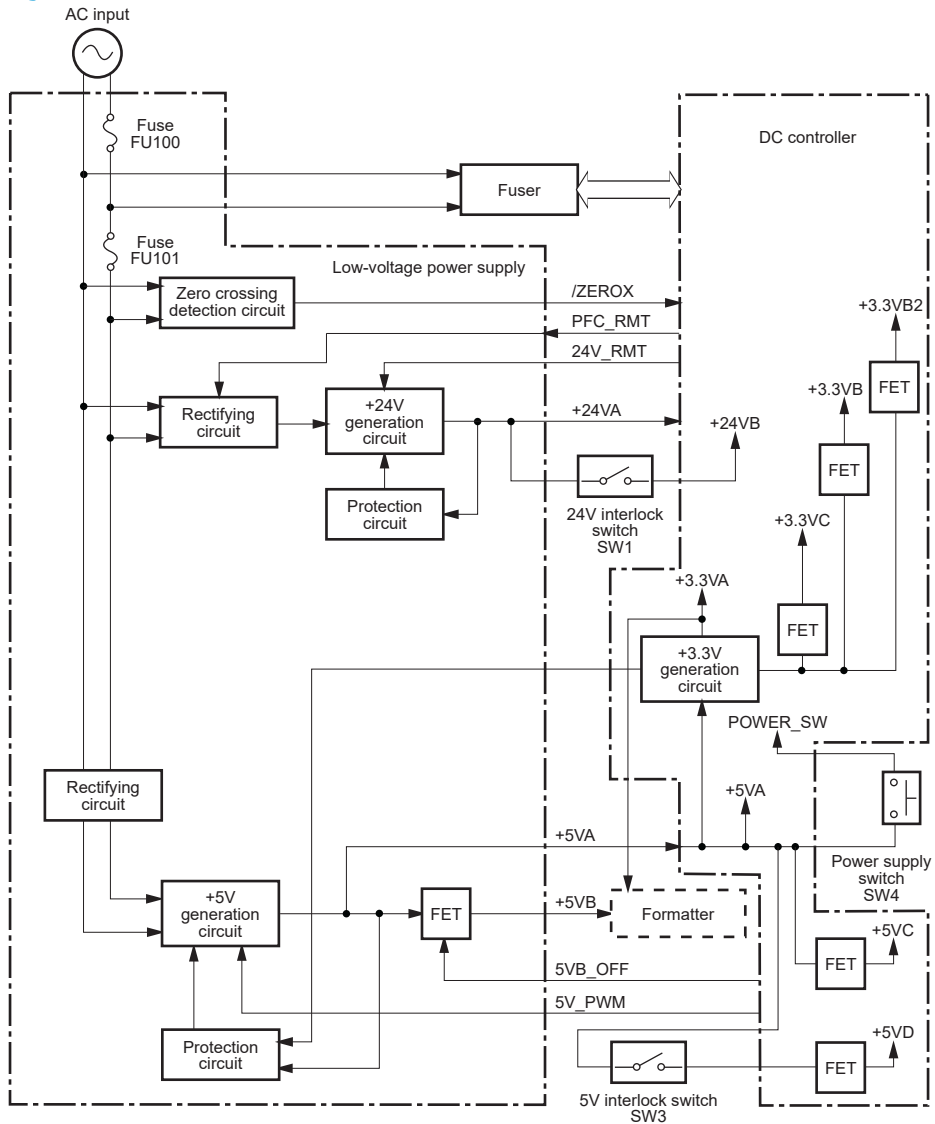 AC input
Fuse
FU100
DC controller
Fuser
Fuse
FU101
Low-voltage power supply
Zero crossing
detection circuit
/ZEROX
+3.3VB2
PFC_RMT
24V_RMT
FET
+3.3VB
Rectifying
circuit
+24V
generation
circuit
+24VA
+24VB
FET
Protection
circuit
24V interlock
switch
SW1
+3.3VC
+3.3VA
FET
+3.3V
generation
circuit
POWER_SW
Rectifying
circuit
+5VA
+5VA
Power supply
switch
SW4
+5V
generation
circuit
FET
+5VB
Formatter
+5VC
FET
5VB_OFF
5V_PWM
Protection
circuit
+5VD
FET
5V interlock switch
SW3